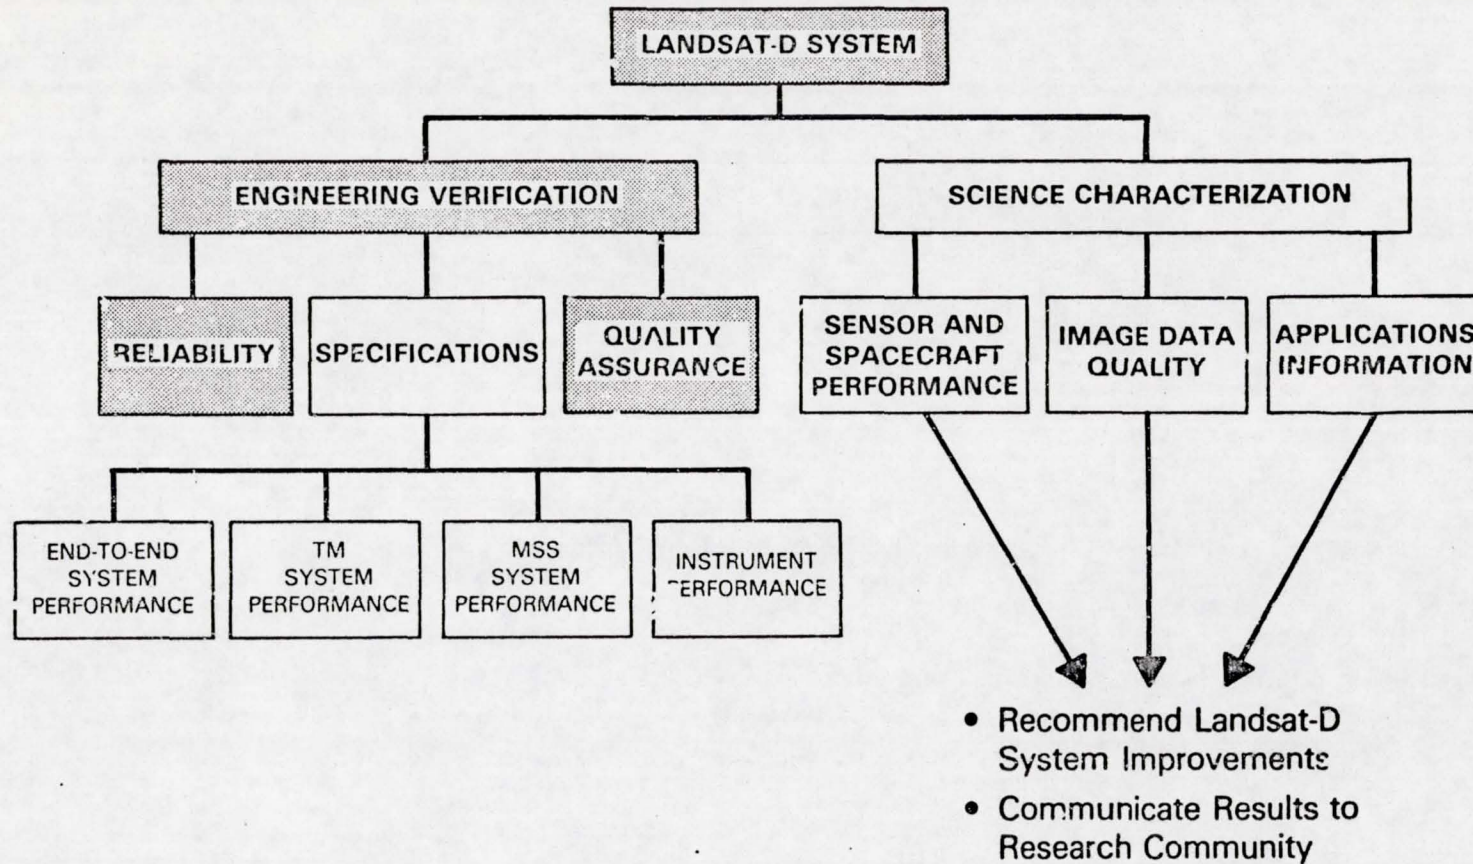 LANDSAT-D SYSTEM
ENGINEERING VERIFICATION
SCIENCE CHARACTERIZATION
RELIABILITY
SPECIFICATIONS
QUALITY
ASSURANCE
SENSOR AND
SPACECRAFT
PERFORMANCE
IMAGE DATA
QUALITY
APPLICATIONS
INFORMATION
END-TO-END
SYSTEM
PERFORMANCE
TM
SYSTEM
PERFORMANCE
MSS
SYSTEM
PERFORMANCE
INSTRUMENT
PERFORMANCE
• Recommend Landsat-D
System Improvements
• Communicate Results to
Research Community